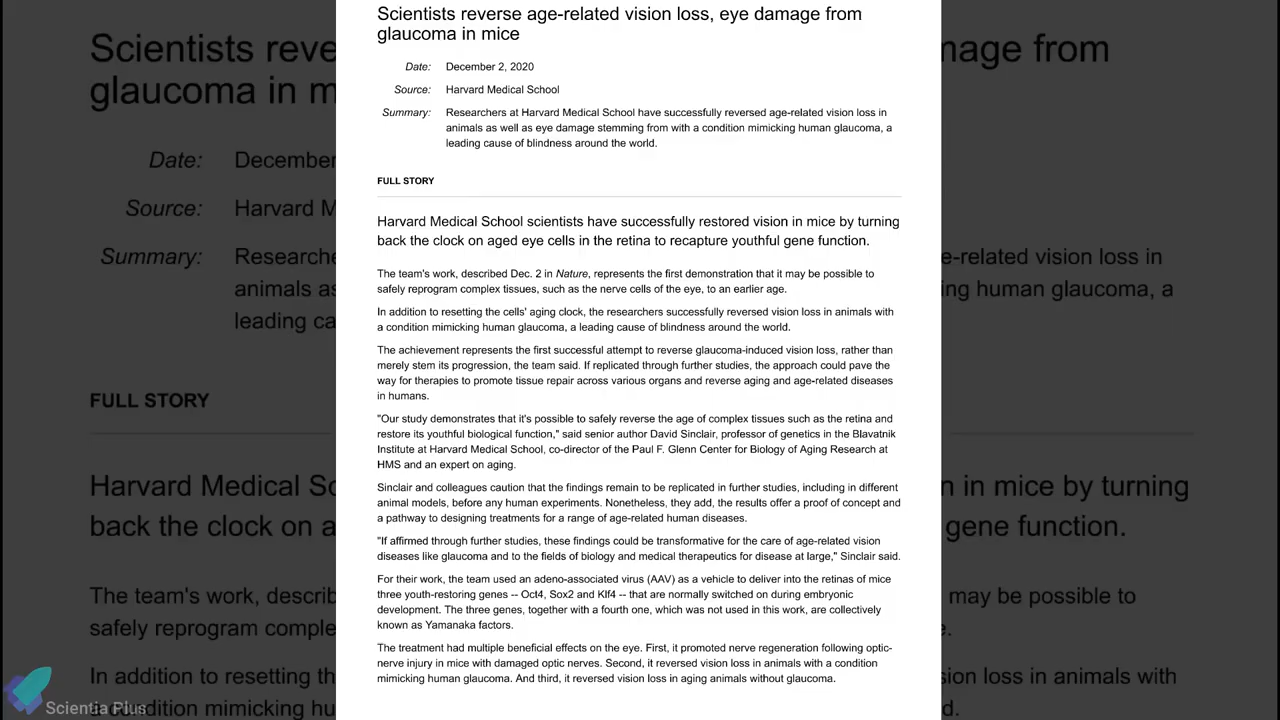 Scientists reverse age-related vision loss, eye damage from
glaucoma in mice
Date: December 2, 2020
Source: Harvard Medical School
Summary: Researchers at Harvard Medical School have successfully reversed age-related vision loss in
animals as well as eye damage stemming from with a condition mimicking human glaucoma, a
leading cause of blindness around the world.
FULL STORY
Harvard Medical School scientists have successfully restored vision in mice by turning
back the clock on aged eye cells in the retina to recapture youthful gene function.
The team's work, described Dec. 2 in Nature, represents the first demonstration that it may be possible to
safely reprogram complex tissues, such as the nerve cells of the eye, to an earlier age.
In addition to resetting the cells' aging clock, the researchers successfully reversed vision loss in animals with
a condition mimicking human glaucoma, a leading cause of blindness around the world.
The achievement represents the first successful attempt to reverse glaucoma-induced vision loss, rather than
merely stem its progression, the team said. If replicated through further studies, the approach could pave the
way for therapies to promote tissue repair across various organs and reverse aging and age-related diseases
in humans.
"Our study demonstrates that it's possible to safely reverse the age of complex tissues such as the retina and
restore its youthful biological function," said senior author David Sinclair, professor of genetics in the Blavatnik
Institute at Harvard Medical School, co-director of the Paul F. Glenn Center for Biology of Aging Research at
HMS and an expert on aging.
Sinclair and colleagues caution that the findings remain to be replicated in further studies, including in different
animal models, before any human experiments. Nonetheless, they add, the results offer a proof of concept and
a pathway to designing treatments for a range of age-related human diseases.
"If affirmed through further studies, these findings could be transformative for the care of age-related vision
diseases like glaucoma and to the fields of biology and medical therapeutics for disease at large," Sinclair said.
For their work, the team used an adeno-associated virus (AAV) as a vehicle to deliver into the retinas of mice
three youth-restoring genes -- Oct4, Sox2 and Klf4 -- that are normally switched on during embryonic
development. The three genes, together with a fourth one, which was not used in this work, are collectively
known as Yamanaka factors.
The treatment had multiple beneficial effects on the eye. First, it promoted nerve regeneration following optic-
nerve injury in mice with damaged optic nerves. Second, it reversed vision loss in animals with a condition
mimicking human glaucoma. And third, it reversed vision loss in aging animals without glaucoma.
Scientia Plus